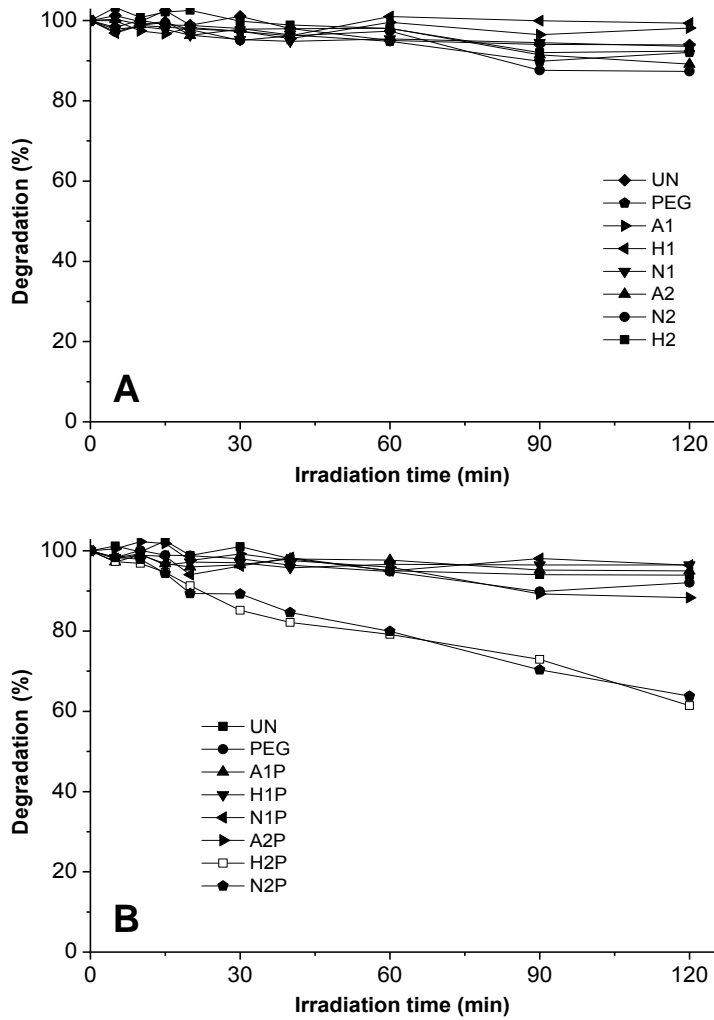 100
80
60
40
20
0
Degradation (%)
UN
PEG
A1
H1
N1
A2
N2
H2
A
0 30 60 90 120
Irradiation time (min)
100
80
60
40
20
0
Degradation (%)
UN
PEG
A1P
H1P
N1P
A2P
H2P
N2P
B
0 30 60 90 120
Irradiation time (min)